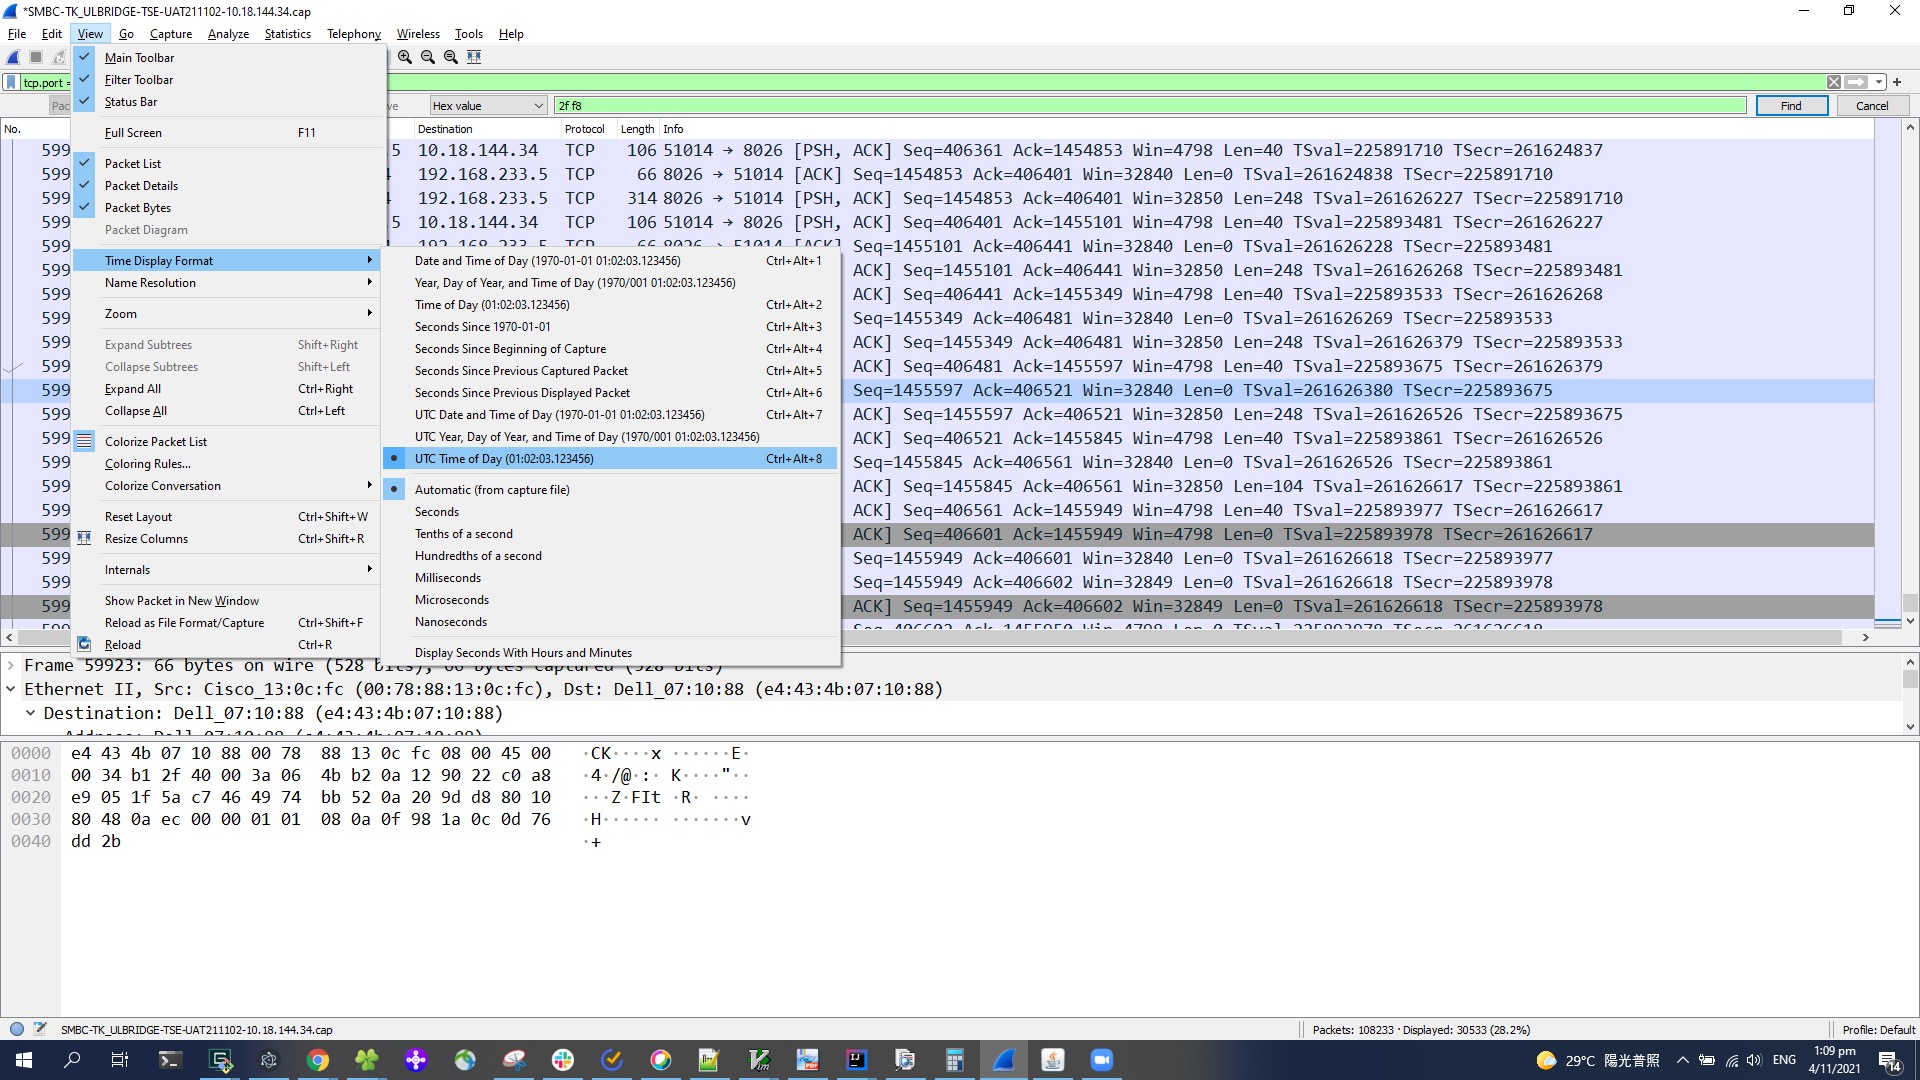 *SMBC-TK_ULBRIDGE-TSE-UAT211102-10.18.144.34.cap
File Edit View Go Capture Analyze Statistics Telephony Wireless Tools Help
tcp.port =
Hex value 2f f8 Find Cancel
No. Destination Protocol Length Info
Main Toolbar
Filter Toolbar
Status Bar
Full Screen F11
Packet List
Packet Details
Packet Bytes
Packet Diagram
Time Display Format
Name Resolution
Zoom
Expand Subtrees Shift+Right
Collapse Subtrees Shift+Left
Expand All Ctrl+Right
Collapse All Ctrl+Left
Colorize Packet List
Coloring Rules...
Colorize Conversation
Reset Layout Ctrl+Shift+W
Resize Columns Ctrl+Shift+R
Internals
Show Packet in New Window
Reload as File Format/Capture Ctrl+Shift+F
Reload Ctrl+R
Date and Time of Day (1970-01-01 01:02:03.123456) Ctrl+Alt+1
Year, Day of Year, and Time of Day (1970/001 01:02:03.123456)
Time of Day (01:02:03.123456) Ctrl+Alt+2
Seconds Since 1970-01-01 Ctrl+Alt+3
Seconds Since Beginning of Capture Ctrl+Alt+4
Seconds Since Previous Captured Packet Ctrl+Alt+5
Seconds Since Previous Displayed Packet Ctrl+Alt+6
UTC Date and Time of Day (1970-01-01 01:02:03.123456) Ctrl+Alt+7
UTC Year, Day of Year, and Time of Day (1970/001 01:02:03.123456)
UTC Time of Day (01:02:03.123456) Ctrl+Alt+8
Automatic (from capture file)
Seconds
Tenths of a second
Hundredths of a second
Milliseconds
Microseconds
Nanoseconds
Display Seconds With Hours and Minutes
599 5 10.18.144.34 TCP 106 51014 → 8026 [PSH, ACK] Seq=406361 Ack=1454853 Win=4798 Len=40 TSval=225891710 TSecr=261624837
599 192.168.233.5 TCP 66 8026 → 51014 [ACK] Seq=1454853 Ack=406401 Win=32840 Len=0 TSval=261624838 TSecr=225891710
599 192.168.233.5 TCP 314 8026 → 51014 [PSH, ACK] Seq=1454853 Ack=406401 Win=32850 Len=248 TSval=261626227 TSecr=225891710
599 5 10.18.144.34 TCP 106 51014 → 8026 [PSH, ACK] Seq=406401 Ack=1455101 Win=4798 Len=40 TSval=225893481 TSecr=261626227
599 192.168.233.5 TCP 66 8026 → 51014 [ACK] Seq=1455101 Ack=406441 Win=32840 Len=0 TSval=261626228 TSecr=225893481
599 ACK] Seq=1455101 Ack=406441 Win=32850 Len=248 TSval=261626268 TSecr=225893481
599 ACK] Seq=406441 Ack=1455349 Win=4798 Len=40 TSval=225893533 TSecr=261626268
599 Seq=1455349 Ack=406481 Win=32840 Len=0 TSval=261626269 TSecr=225893533
599 ACK] Seq=1455349 Ack=406481 Win=32850 Len=248 TSval=261626379 TSecr=225893533
599 ACK] Seq=406481 Ack=1455597 Win=4798 Len=40 TSval=225893675 TSecr=261626379
599 Seq=1455597 Ack=406521 Win=32840 Len=0 TSval=261626380 TSecr=225893675
599 ACK] Seq=1455597 Ack=406521 Win=32850 Len=248 TSval=261626526 TSecr=225893675
599 ACK] Seq=406521 Ack=1455845 Win=4798 Len=40 TSval=225893861 TSecr=261626526
599 Seq=1455845 Ack=406561 Win=32840 Len=0 TSval=261626526 TSecr=225893861
599 ACK] Seq=1455845 Ack=406561 Win=32850 Len=104 TSval=261626617 TSecr=225893861
599 ACK] Seq=406561 Ack=1455949 Win=4798 Len=40 TSval=225893977 TSecr=261626617
599 ACK] Seq=406601 Ack=1455949 Win=4798 Len=0 TSval=225893978 TSecr=261626617
599 Seq=1455949 Ack=406601 Win=32840 Len=0 TSval=261626618 TSecr=225893977
599 Seq=1455949 Ack=406602 Win=32849 Len=0 TSval=261626618 TSecr=225893978
599 ACK] Seq=1455949 Ack=406602 Win=32849 Len=0 TSval=261626618 TSecr=225893978
Frame 59923: 66 bytes on wire (528 bits), 66 bytes captured (528 bits)
Ethernet II, Src: Cisco_13:0c:fc (00:78:88:13:0c:fc), Dst: Dell_07:10:88 (e4:43:4b:07:10:88)
Destination: Dell_07:10:88 (e4:43:4b:07:10:88)
Address: Dell_07:10:88 (e4:43:4b:07:10:88)
0000 e4 43 4b 07 10 88 00 78 88 13 0c fc 08 00 45 00 ·CK····x ······E·
0010 00 34 b1 2f 40 00 3a 06 4b b2 0a 12 90 22 c0 a8 ·4·/@·:· K····"··
0020 e9 05 1f 5a c7 46 49 74 bb 52 0a 20 9d d8 80 10 ···Z·FIt ·R· ····
0030 80 48 0a ec 00 00 01 01 08 0a 0f 98 1a 0c 0d 76 ·H······ ·······v
0040 dd 2b ·+
SMBC-TK_ULBRIDGE-TSE-UAT211102-10.18.144.34.cap Packets: 108233 · Displayed: 30533 (28.2%) Profile: Default
29°C 陽光普照 ENG 1:09 pm
4/11/2021
14